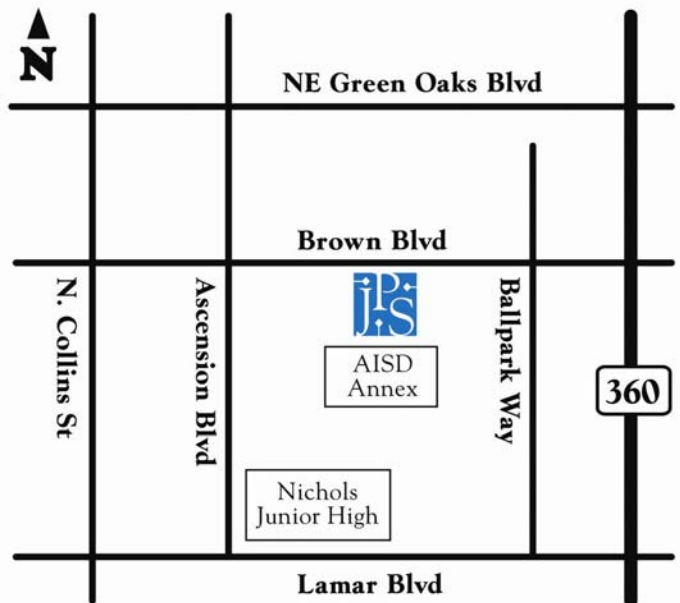 N
NE Green Oaks Blvd
Brown Blvd
N. Collins St
Ascension Blvd
JPS
Ballpark Way
AISD
Annex
360
Nichols
Junior High
Lamar Blvd